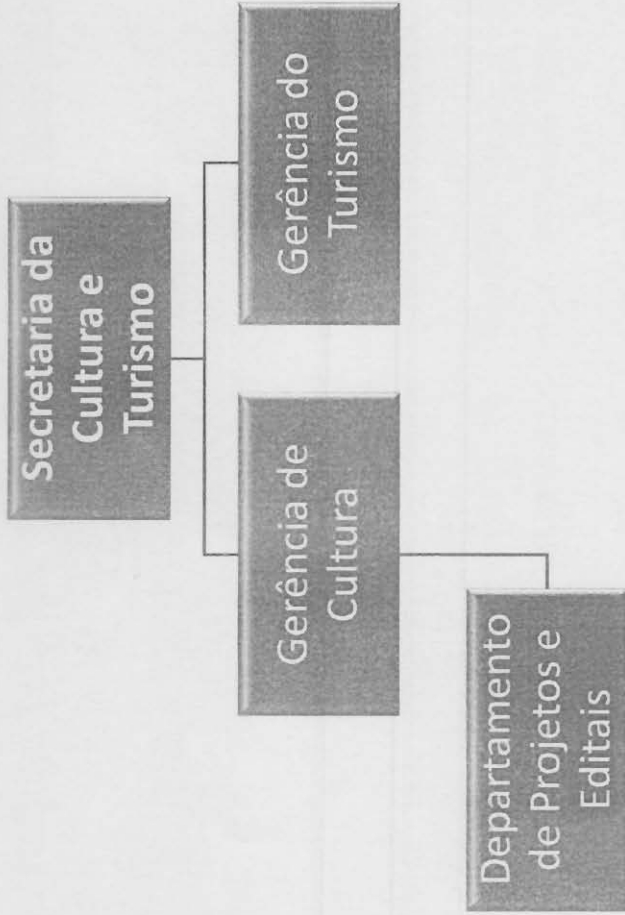 Secretaria da
Cultura e
Turismo
Gerência de
Cultura
Gerência do
Turismo
Departamento
de Projetos e
Editais